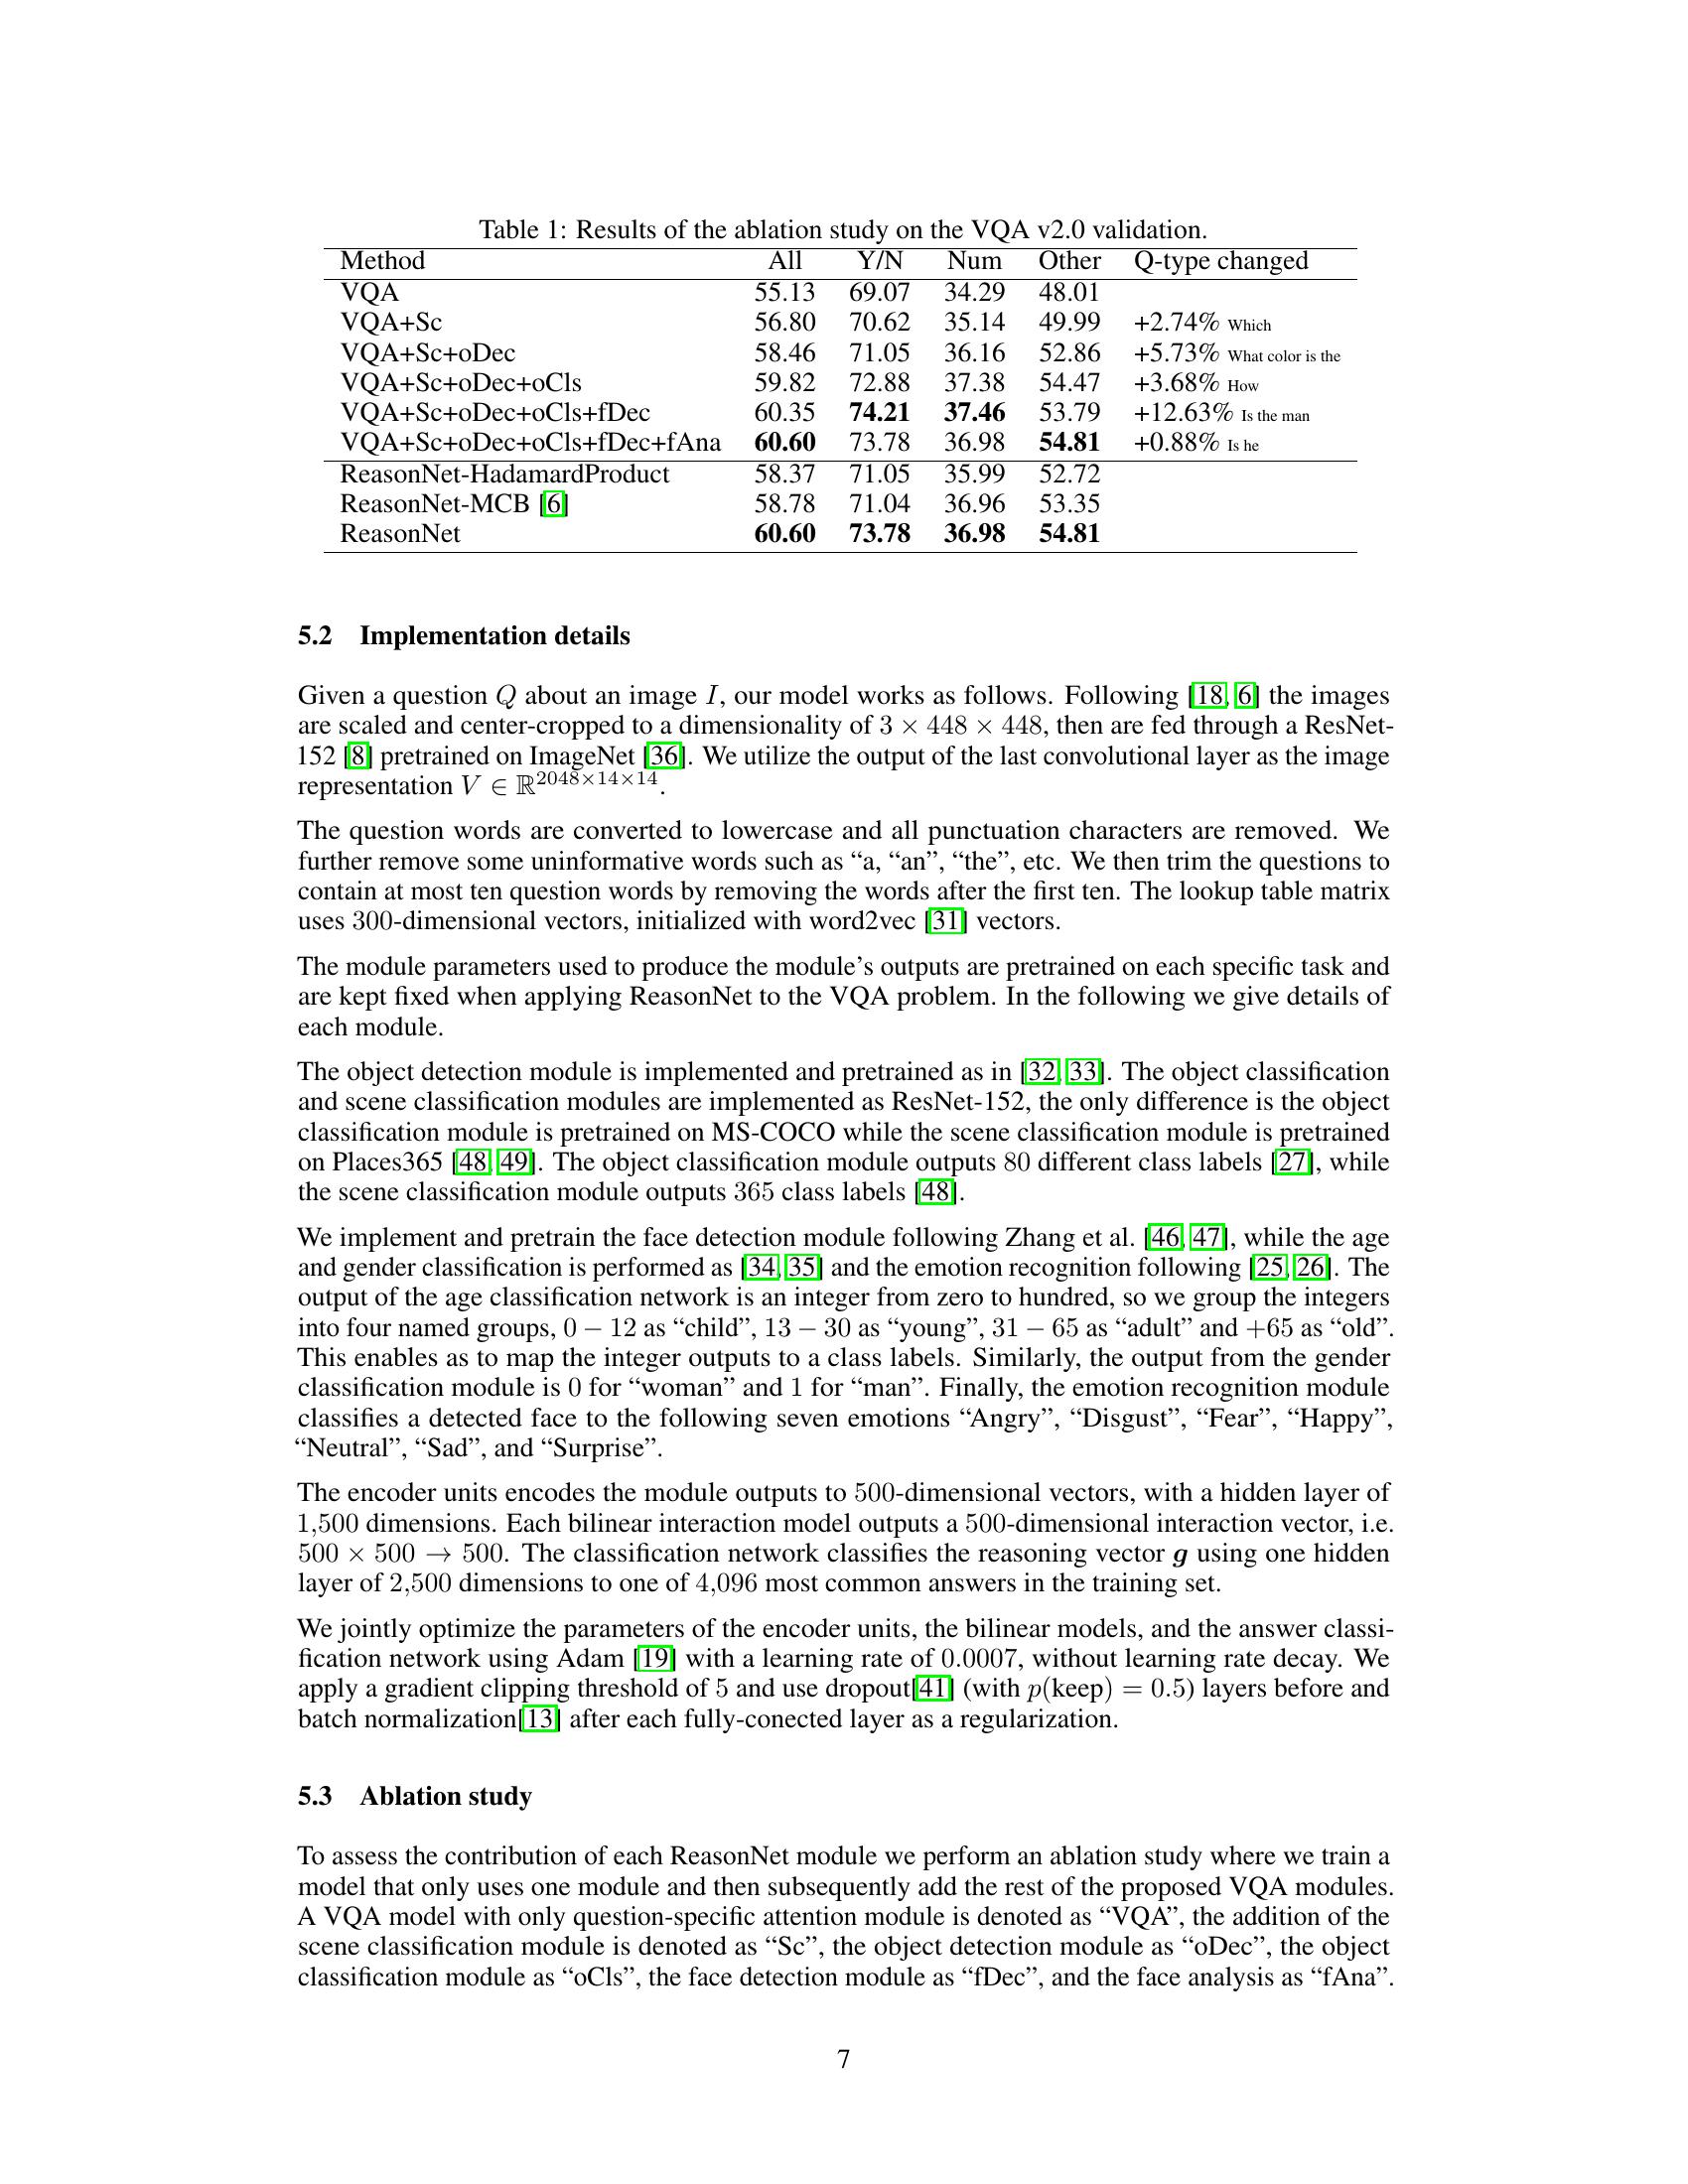 Table 1: Results of the ablation study on the VQA v2.0 validation.
Method All Y/N Num Other Q-type changed
VQA 55.13 69.07 34.29 48.01
VQA+Sc 56.80 70.62 35.14 49.99 +2.74% Which
VQA+Sc+oDec 58.46 71.05 36.16 52.86 +5.73% What color is the
VQA+Sc+oDec+oCls 59.82 72.88 37.38 54.47 +3.68% How
VQA+Sc+oDec+oCls+fDec 60.35 74.21 37.46 53.79 +12.63% Is the man
VQA+Sc+oDec+oCls+fDec+fAna 60.60 73.78 36.98 54.81 +0.88% Is he
ReasonNet-HadamardProduct 58.37 71.05 35.99 52.72
ReasonNet-MCB [6] 58.78 71.04 36.96 53.35
ReasonNet 60.60 73.78 36.98 54.81
5.2 Implementation details
Given a question Q about an image I, our model works as follows. Following [18, 6] the images
are scaled and center-cropped to a dimensionality of 3 × 448 × 448, then are fed through a ResNet-
152 [8] pretrained on ImageNet [36]. We utilize the output of the last convolutional layer as the image
representation V ∈ ℝ^{2048×14×14}.
The question words are converted to lowercase and all punctuation characters are removed. We
further remove some uninformative words such as “a, “an”, “the”, etc. We then trim the questions to
contain at most ten question words by removing the words after the first ten. The lookup table matrix
uses 300-dimensional vectors, initialized with word2vec [31] vectors.
The module parameters used to produce the module’s outputs are pretrained on each specific task and
are kept fixed when applying ReasonNet to the VQA problem. In the following we give details of
each module.
The object detection module is implemented and pretrained as in [32, 33]. The object classification
and scene classification modules are implemented as ResNet-152, the only difference is the object
classification module is pretrained on MS-COCO while the scene classification module is pretrained
on Places365 [48, 49]. The object classification module outputs 80 different class labels [27], while
the scene classification module outputs 365 class labels [48].
We implement and pretrain the face detection module following Zhang et al. [46, 47], while the age
and gender classification is performed as [34, 35] and the emotion recognition following [25, 26]. The
output of the age classification network is an integer from zero to hundred, so we group the integers
into four named groups, 0 − 12 as “child”, 13 − 30 as “young”, 31 − 65 as “adult” and +65 as “old”.
This enables as to map the integer outputs to a class labels. Similarly, the output from the gender
classification module is 0 for “woman” and 1 for “man”. Finally, the emotion recognition module
classifies a detected face to the following seven emotions “Angry”, “Disgust”, “Fear”, “Happy”,
“Neutral”, “Sad”, and “Surprise”.
The encoder units encodes the module outputs to 500-dimensional vectors, with a hidden layer of
1,500 dimensions. Each bilinear interaction model outputs a 500-dimensional interaction vector, i.e.
500 × 500 → 500. The classification network classifies the reasoning vector g using one hidden
layer of 2,500 dimensions to one of 4,096 most common answers in the training set.
We jointly optimize the parameters of the encoder units, the bilinear models, and the answer classi-
fication network using Adam [19] with a learning rate of 0.0007, without learning rate decay. We
apply a gradient clipping threshold of 5 and use dropout[41] (with p(keep) = 0.5) layers before and
batch normalization[13] after each fully-conected layer as a regularization.
5.3 Ablation study
To assess the contribution of each ReasonNet module we perform an ablation study where we train a
model that only uses one module and then subsequently add the rest of the proposed VQA modules.
A VQA model with only question-specific attention module is denoted as “VQA”, the addition of the
scene classification module is denoted as “Sc”, the object detection module as “oDec”, the object
classification module as “oCls”, the face detection module as “fDec”, and the face analysis as “fAna”.
7